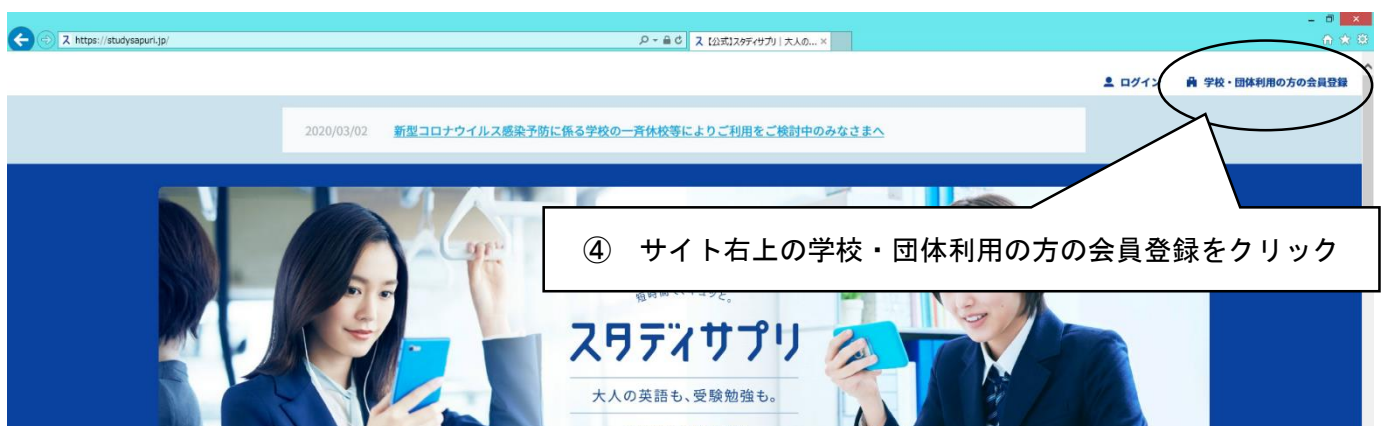 https://studysapuri.jp/
【公式】スタディサプリ | 大人の...
ログイン
学校・団体利用の方の会員登録
2020/03/02 新型コロナウイルス感染予防に係る学校の一斉休校等によりご利用をご検討中のみなさまへ
④ サイト右上の学校・団体利用の方の会員登録をクリック
スタディサプリ
大人の英語も、受験勉強も。